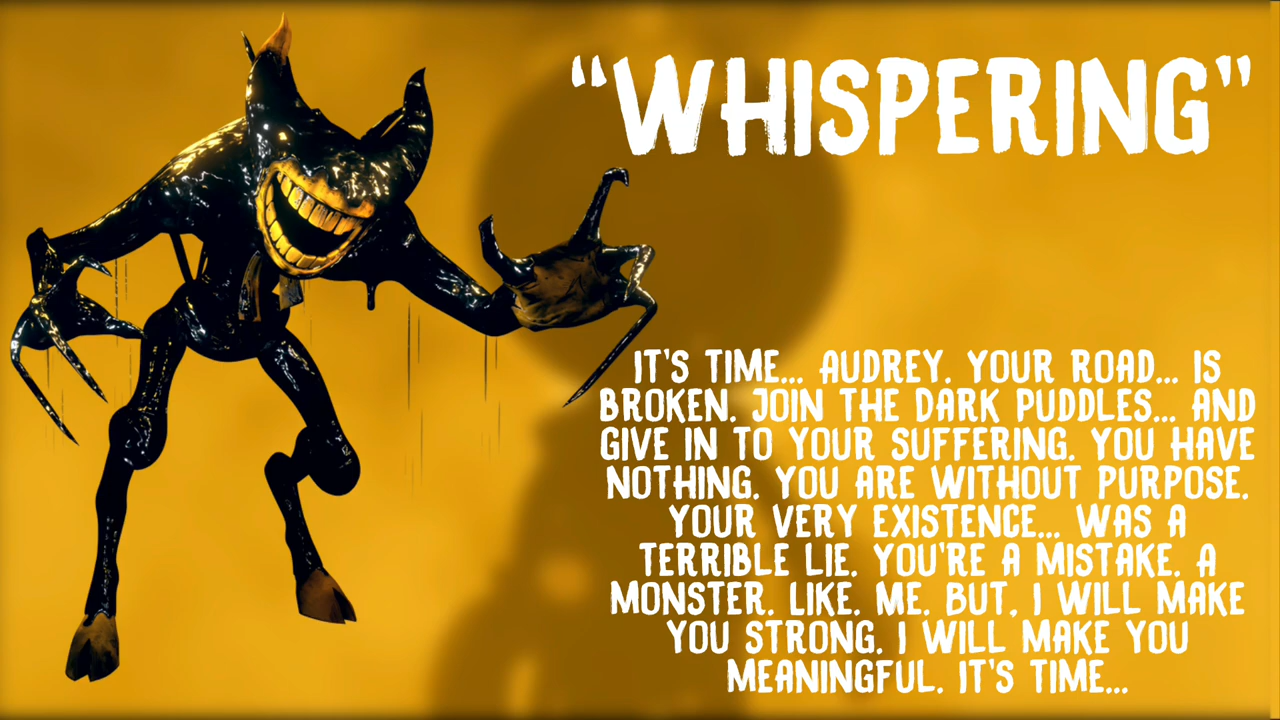 “WHISPERING”
IT'S TIME... AUDREY. YOUR ROAD... IS
BROKEN. JOIN THE DARK PUDDLES... AND
GIVE IN TO YOUR SUFFERING. YOU HAVE
NOTHING. YOU ARE WITHOUT PURPOSE.
YOUR VERY EXISTENCE... WAS A
TERRIBLE LIE. YOU'RE A MISTAKE. A
MONSTER. LIKE. ME. BUT, I WILL MAKE
YOU STRONG. I WILL MAKE YOU
MEANINGFUL. IT'S TIME...